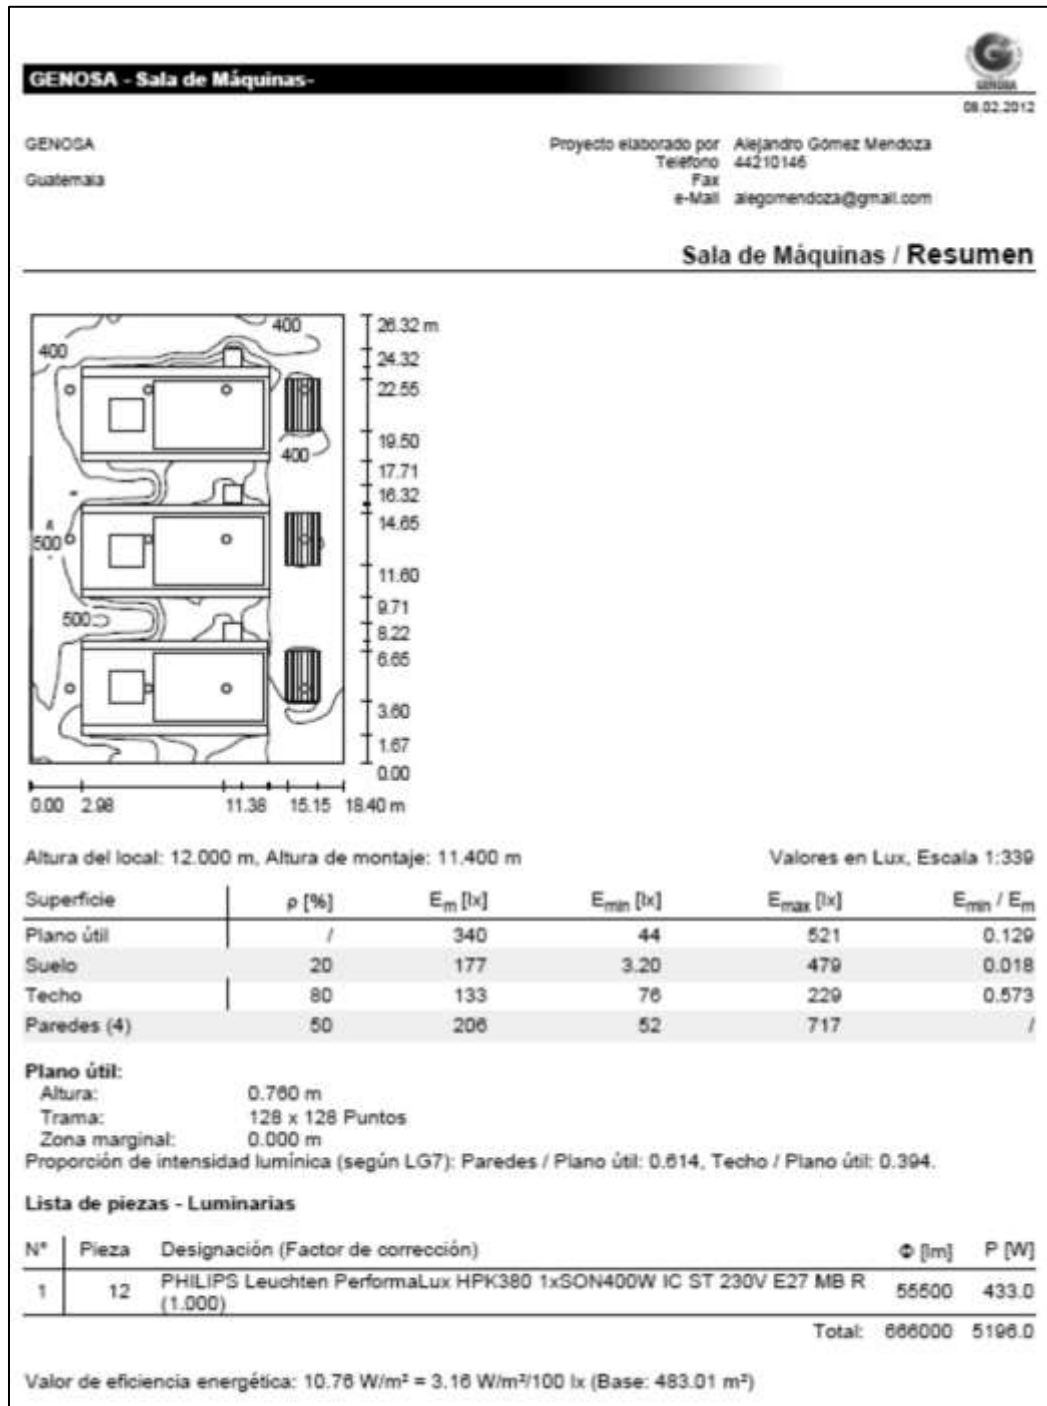 GENOSA
GENOSA - Sala de Máquinas-
08.02.2012
GENOSA
Guatemala
Proyecto elaborado por Alejandro Gómez Mendoza
Teléfono 44210146
Fax
e-Mail alegomendoza@gmail.com
Sala de Máquinas / Resumen
400
400
400
500
500
26.32 m
24.32
22.55
19.50
17.71
16.32
14.65
11.60
9.71
8.22
6.65
3.60
1.67
0.00
0.00 2.98 11.38 15.15 18.40 m
Altura del local: 12.000 m, Altura de montaje: 11.400 m Valores en Lux, Escala 1:339
Superficie ρ [%] Em [lx] Emin [lx] Emax [lx] Emin / Em
Plano útil / 340 44 521 0.129
Suelo 20 177 3.20 479 0.018
Techo 80 133 76 229 0.573
Paredes (4) 50 206 52 717 /
Plano útil:
Altura: 0.760 m
Trama: 128 x 128 Puntos
Zona marginal: 0.000 m
Proporción de intensidad lumínica (según LG7): Paredes / Plano útil: 0.614, Techo / Plano útil: 0.394.
Lista de piezas - Luminarias
N° Pieza Designación (Factor de corrección) Φ [lm] P [W]
1 12 PHILIPS Leuchten PerformaLux HPK380 1xSON400W IC ST 230V E27 MB R
(1.000) 55500 433.0
Total: 666000 5196.0
Valor de eficiencia energética: 10.76 W/m² = 3.16 W/m²/100 lx (Base: 483.01 m²)